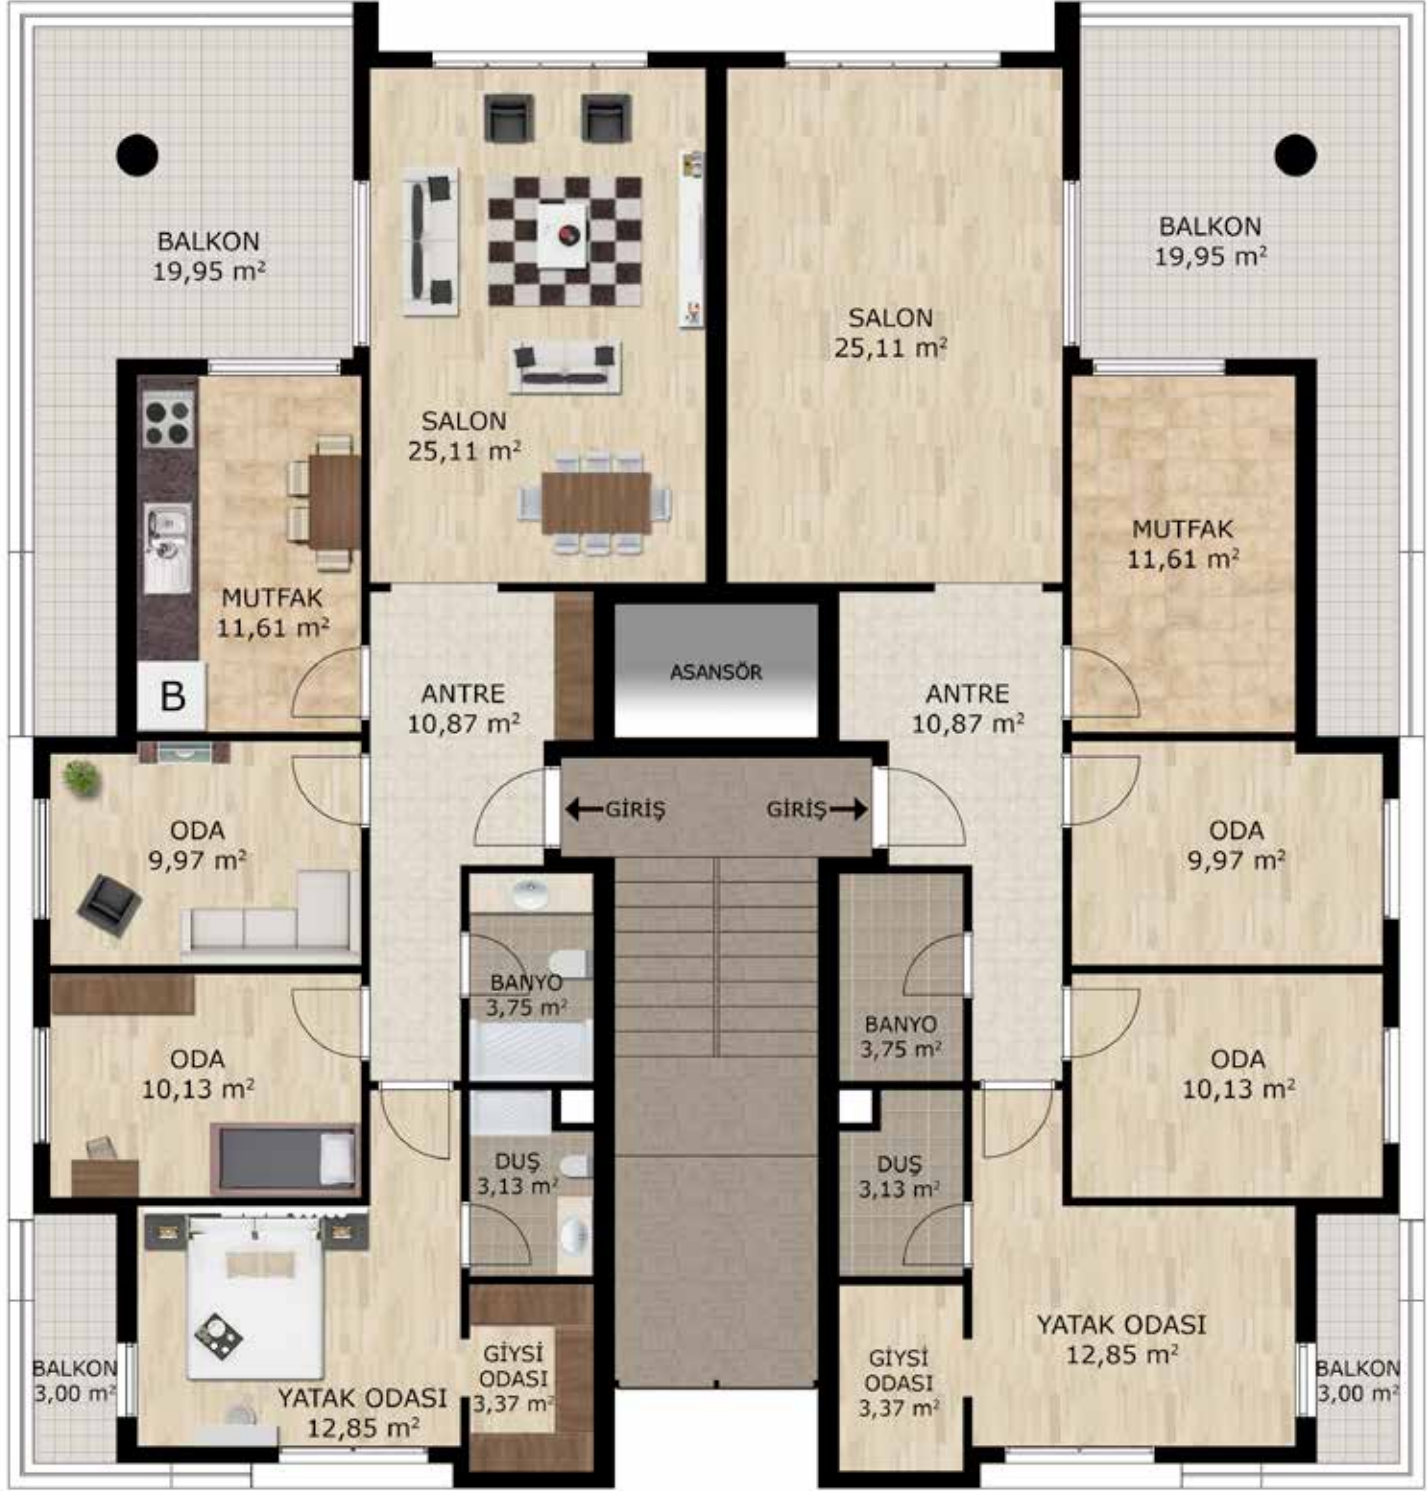 BALKON
19,95 m²
SALON
25,11 m²
SALON
25,11 m²
BALKON
19,95 m²
MUTFAK
11,61 m²
B
ANTRE
10,87 m²
ASANSÖR
ANTRE
10,87 m²
MUTFAK
11,61 m²
ODA
9,97 m²
GİRİŞ
GİRİŞ
ODA
9,97 m²
BANYO
3,75 m²
BANYO
3,75 m²
ODA
10,13 m²
ODA
10,13 m²
DUŞ
3,13 m²
DUŞ
3,13 m²
BALKON
3,00 m²
YATAK ODASI
12,85 m²
GİYSİ
ODASI
3,37 m²
GİYSİ
ODASI
3,37 m²
YATAK ODASI
12,85 m²
BALKON
3,00 m²